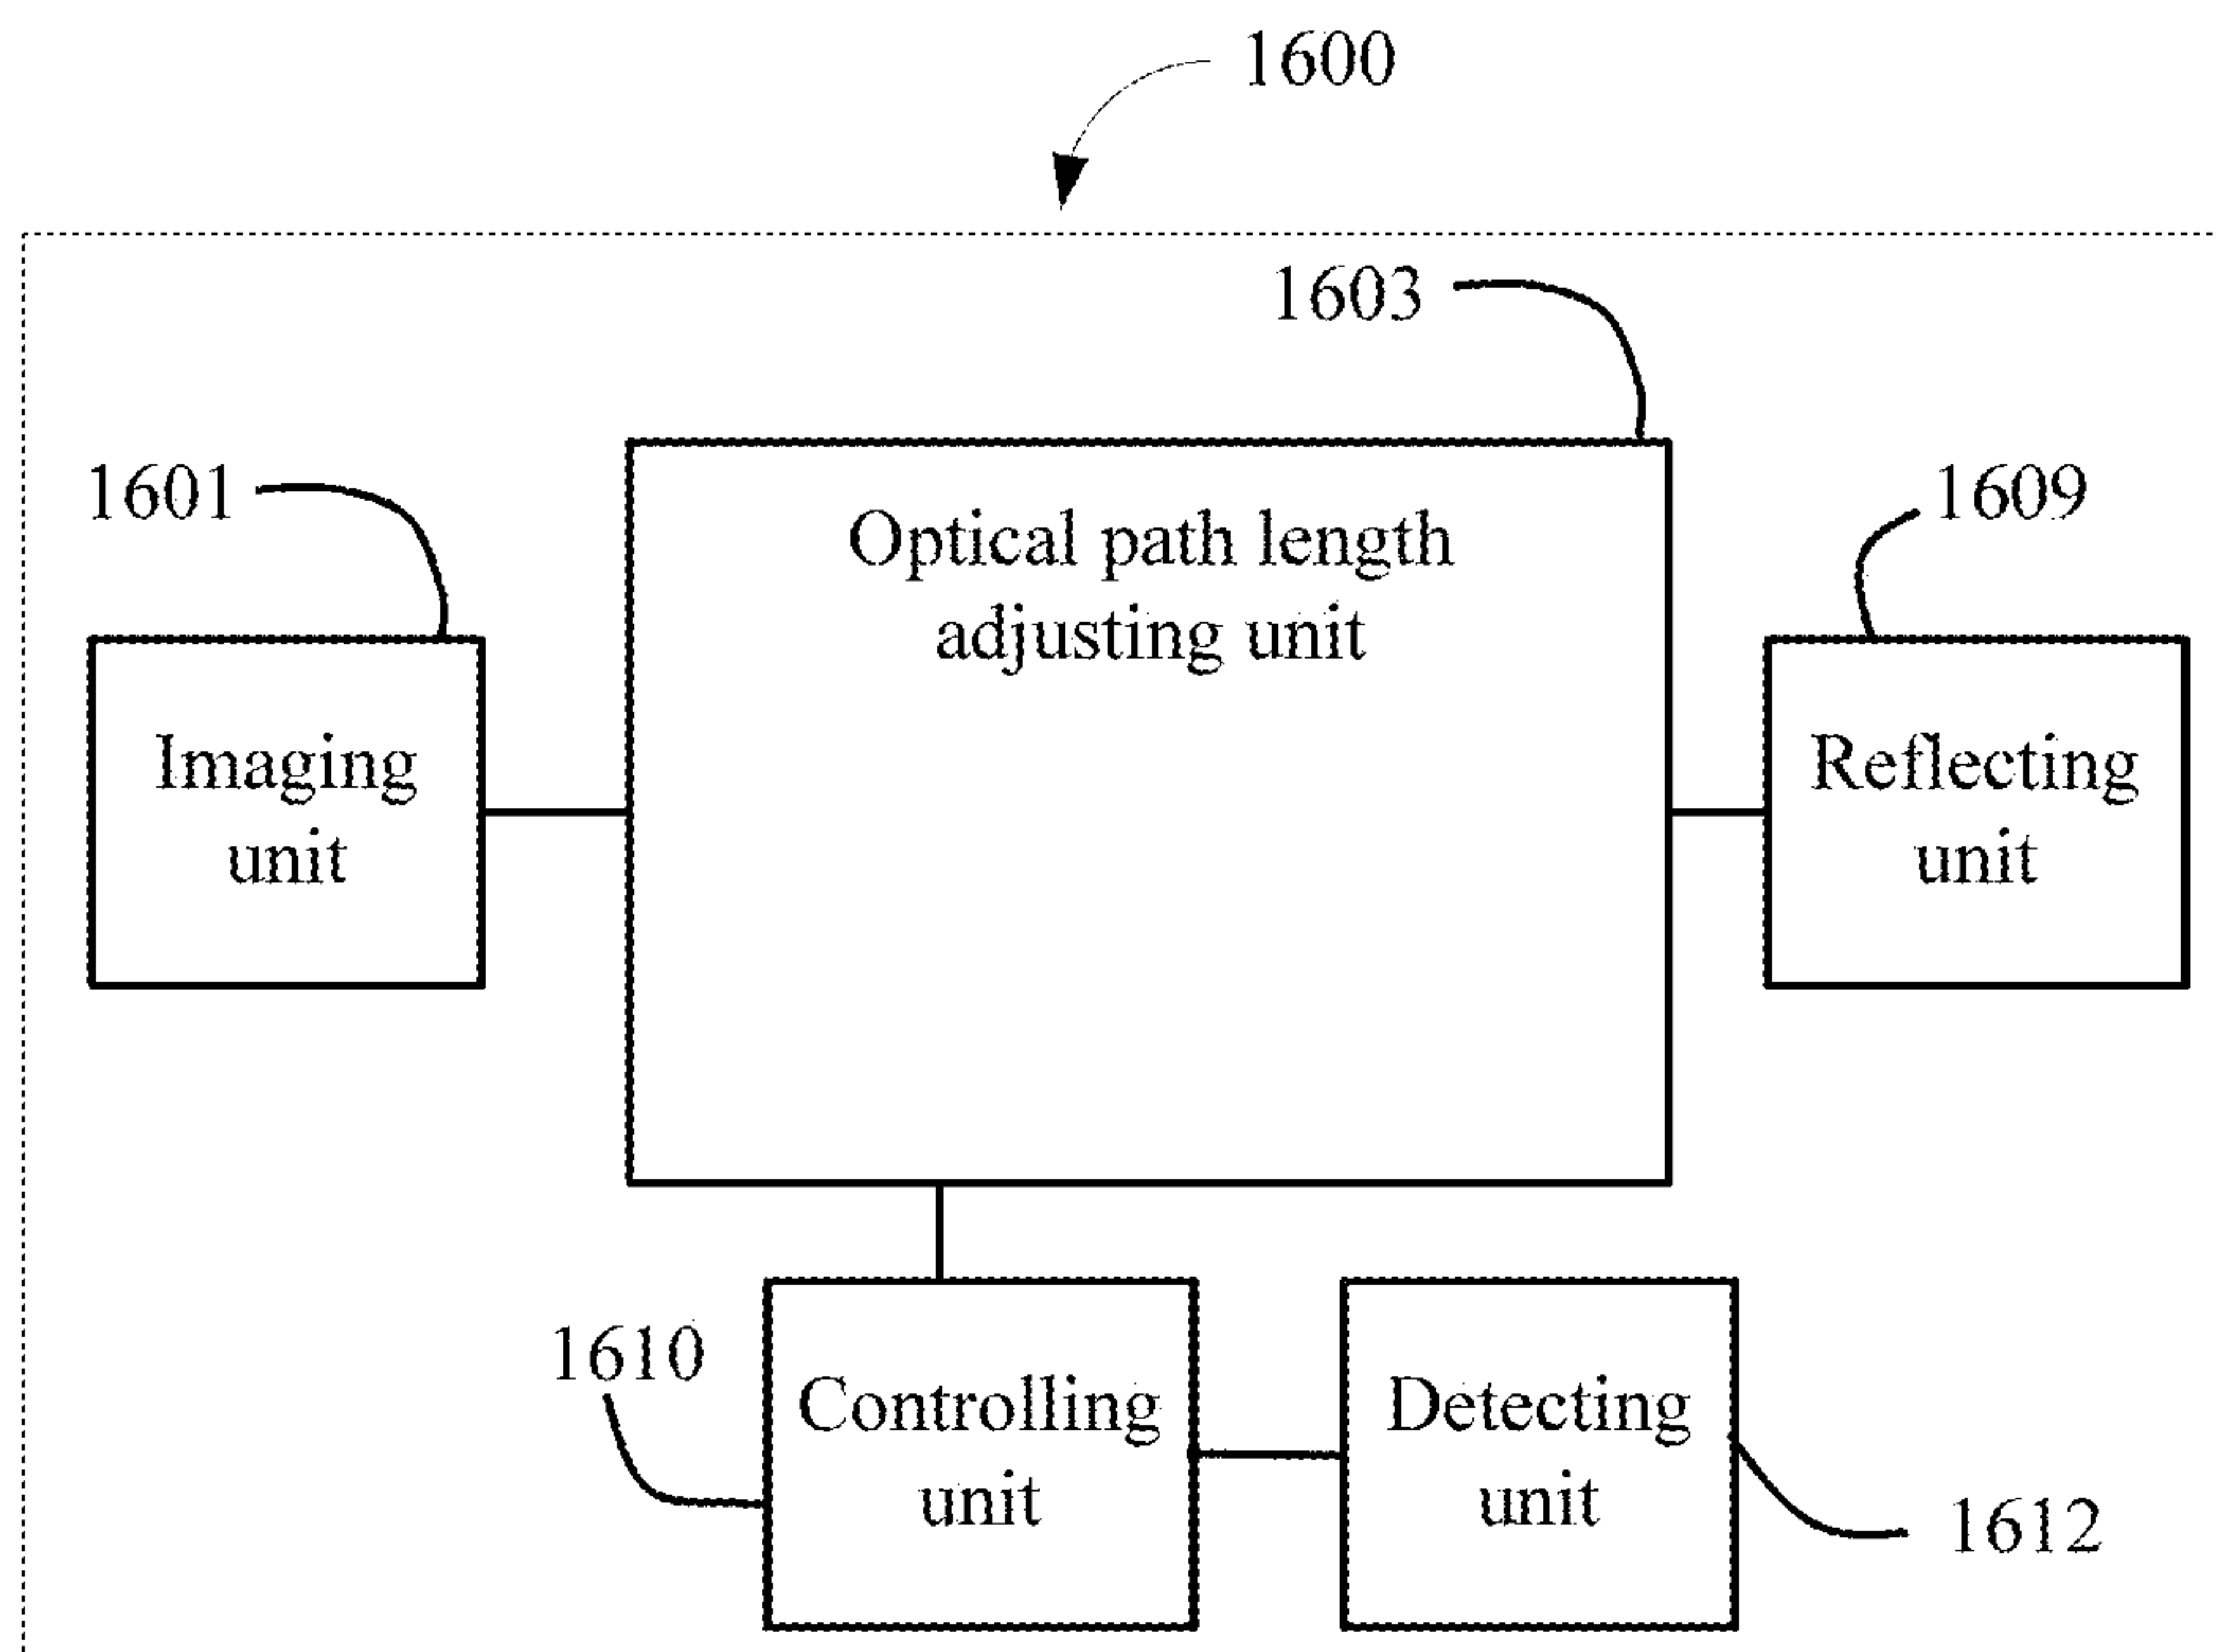 1600
1603
1601
1609
Optical path length
adjusting unit
Imaging
unit
Reflecting
unit
1610
Controlling
unit
Detecting
unit
1612